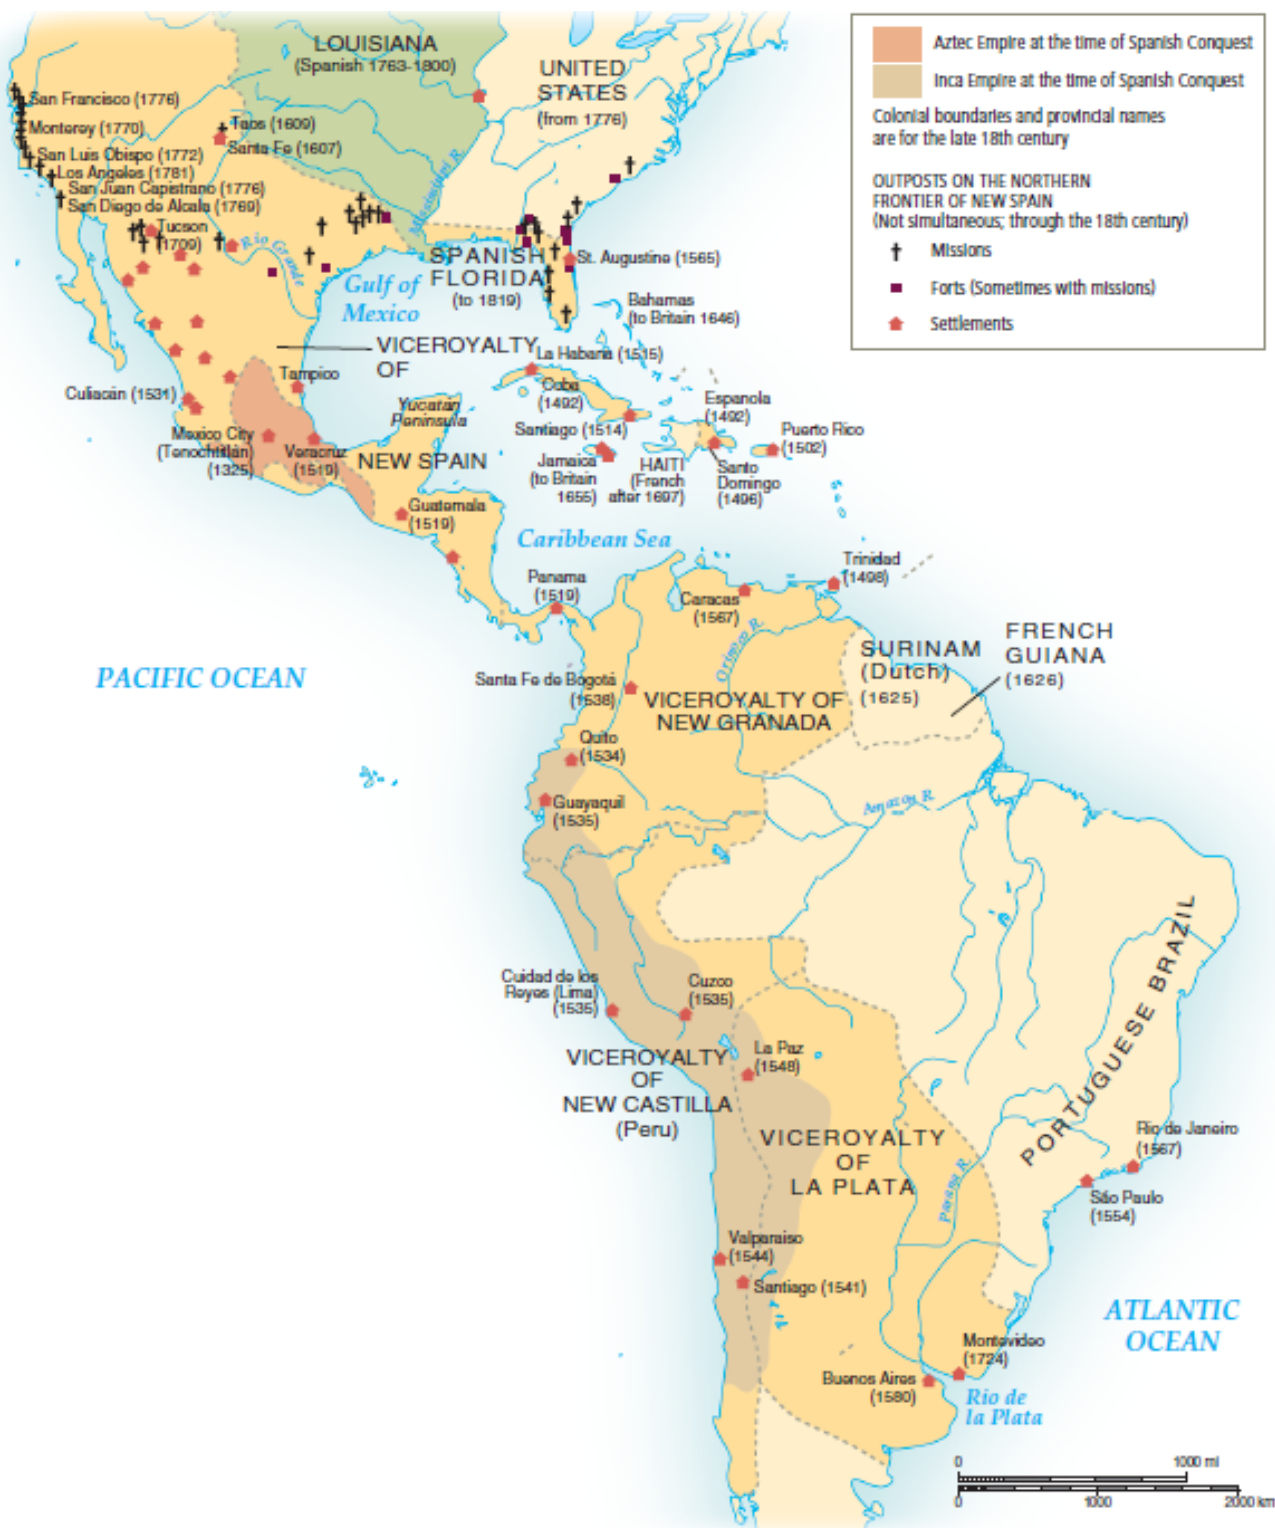 LOUISIANA
(Spanish 1763-1800)
UNITED
STATES
(from 1776)
Aztec Empire at the time of Spanish Conquest
Inca Empire at the time of Spanish Conquest
Colonial boundaries and provincial names
are for the late 18th century
OUTPOSTS ON THE NORTHERN
FRONTIER OF NEW SPAIN
(Not simultaneous; through the 18th century)
Missions
Forts (Sometimes with missions)
Settlements
San Francisco (1776)
Monterey (1770)
San Luis Obispo (1772)
Los Angeles (1781)
San Juan Capistrano (1776)
San Diego de Alcala (1769)
Taos (1609)
Santa Fe (1607)
Tucson
(1709)
Mississippi R.
Rio Grande
Gulf of
Mexico
SPANISH
FLORIDA
(to 1819)
St. Augustine (1565)
Bahamas
(to Britain 1646)
VICEROYALTY
OF
NEW SPAIN
La Habana (1515)
Tampico
Culiacán (1531)
Yucatan
Peninsula
Cuba
(1492)
Espanola
(1492)
Santiago (1514)
Puerto Rico
(1502)
Mexico City
(Tenochtitlán)
(1325)
Veracruz
(1519)
Jamaica
(to Britain
1655)
HAITI
(French
after 1697)
Santo
Domingo
(1496)
Guatemala
(1519)
Caribbean Sea
Panama
(1519)
Trinidad
(1498)
Caracas
(1567)
Orinoco R.
SURINAM
(Dutch)
(1625)
FRENCH
GUIANA
(1626)
PACIFIC OCEAN
Santa Fe de Bogotá
(1538)
VICEROYALTY OF
NEW GRANADA
Quito
(1534)
Guayaquil
(1535)
Amazon R.
PORTUGUESE BRAZIL
Cuidad de los
Reyes (Lima)
(1535)
Cuzco
(1535)
La Paz
(1548)
VICEROYALTY
OF
NEW CASTILLA
(Peru)
VICEROYALTY
OF
LA PLATA
Paraná R.
Rio de Janeiro
(1567)
São Paulo
(1554)
Valparaiso
(1544)
Santiago (1541)
ATLANTIC
OCEAN
Montevideo
(1724)
Buenos Aires
(1580)
Río de
la Plata
0 1000 mi
0 1000 2000 km